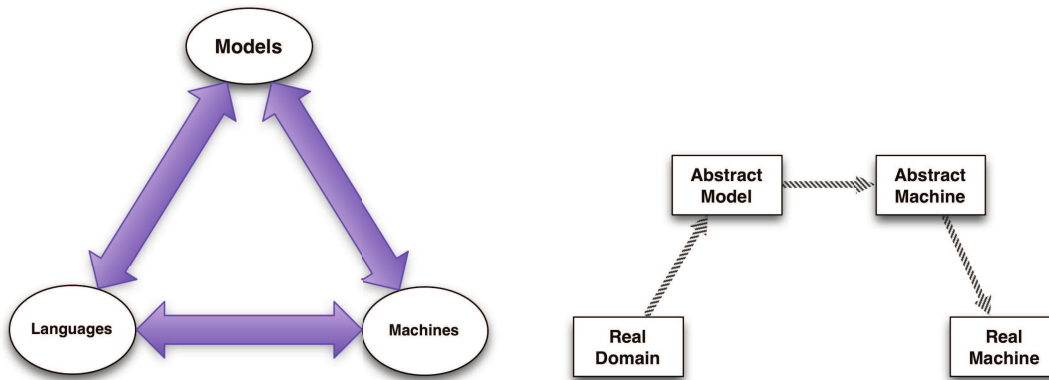 Models
Languages
Machines
Abstract
Model
Abstract
Machine
Real
Domain
Real
Machine